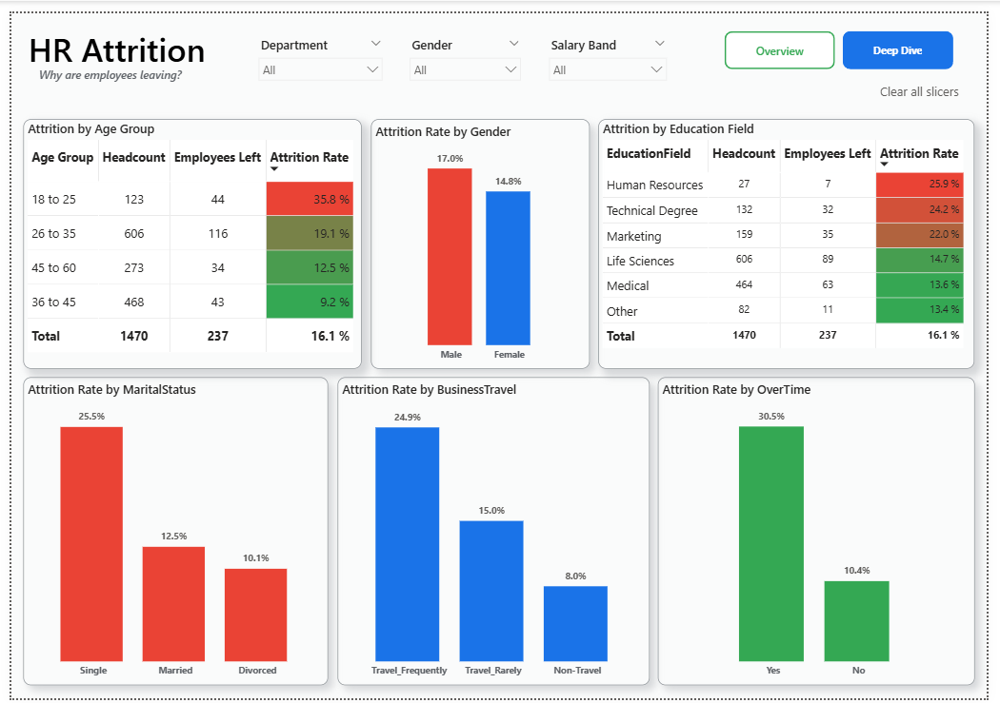 HR Attrition
Why are employees leaving?
Department
All
Gender
All
Salary Band
All
Overview
Deep Dive
Clear all slicers
Attrition by Age Group
Age Group Headcount Employees Left Attrition Rate
18 to 25 123 44 35.8 %
26 to 35 606 116 19.1 %
45 to 60 273 34 12.5 %
36 to 45 468 43 9.2 %
Total 1470 237 16.1 %
Attrition Rate by Gender
17.0%
14.8%
Male Female
Attrition by Education Field
EducationField Headcount Employees Left Attrition Rate
Human Resources 27 7 25.9 %
Technical Degree 132 32 24.2 %
Marketing 159 35 22.0 %
Life Sciences 606 89 14.7 %
Medical 464 63 13.6 %
Other 82 11 13.4 %
Total 1470 237 16.1 %
Attrition Rate by MaritalStatus
25.5%
12.5%
10.1%
Single Married Divorced
Attrition Rate by BusinessTravel
24.9%
15.0%
8.0%
Travel_Frequently Travel_Rarely Non-Travel
Attrition Rate by OverTime
30.5%
10.4%
Yes No